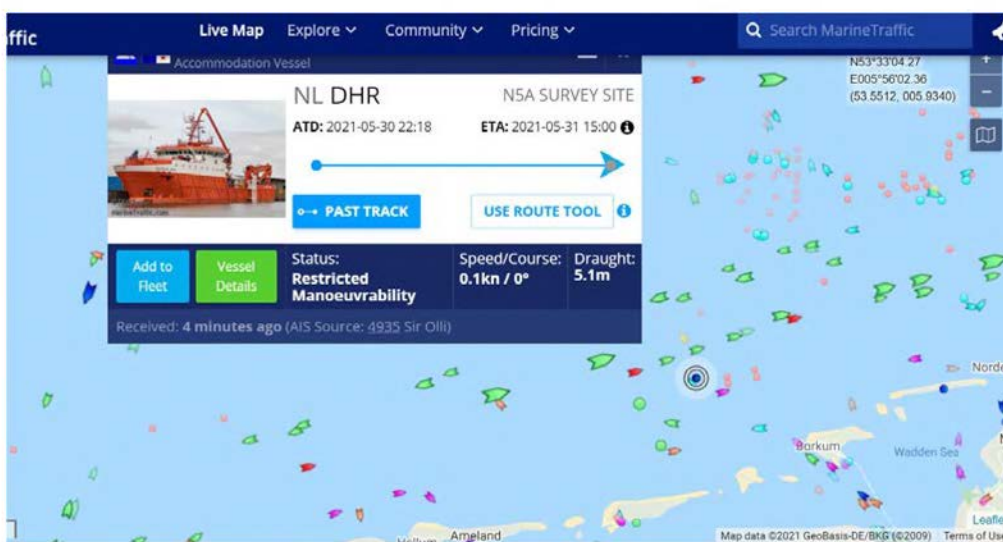 ffic
Live Map Explore Community Pricing
Search MarineTraffic
Accommodation Vessel
NL DHR N5A SURVEY SITE
ATD: 2021-05-30 22:18 ETA: 2021-05-31 15:00
PAST TRACK USE ROUTE TOOL
Add to Fleet
Vessel Details
Status:
Restricted
Manoeuvrability
Speed/Course:
0.1kn / 0°
Draught:
5.1m
Received: 4 minutes ago (AIS Source: 4935 Sir Olli)
N53°33'04.27
E005°56'02.36
(53.5512, 005.9340)
+
−
Norde
Borkum
Wadden Sea
Ameland
Leafle
Map data ©2021 GeoBasis-DE/BKG (©2009) Terms of Us